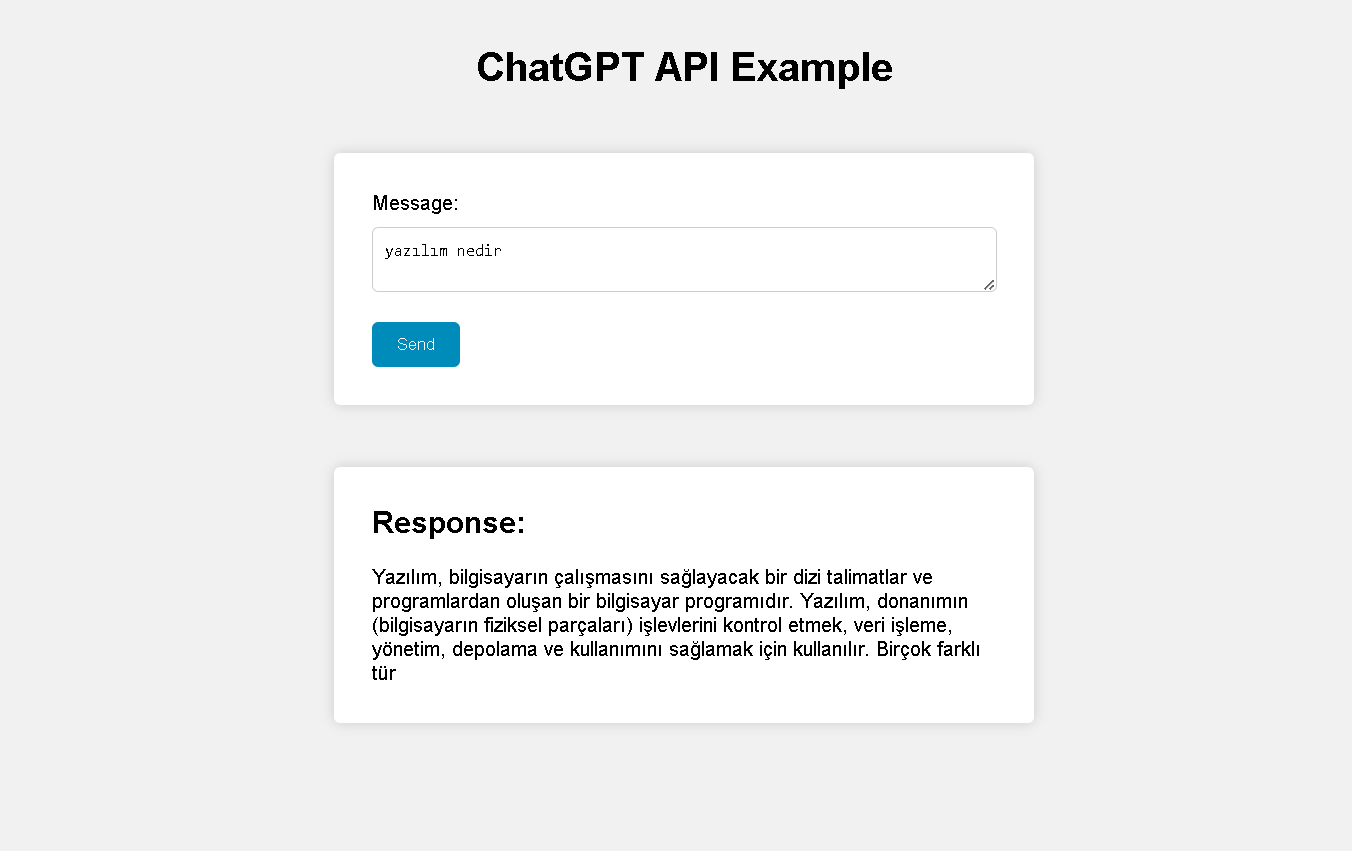 ChatGPT API Example
Message:
yazılım nedir
Send
Response:
Yazılım, bilgisayarın çalışmasını sağlayacak bir dizi talimatlar ve
programlardan oluşan bir bilgisayar programıdır. Yazılım, donanımın
(bilgisayarın fiziksel parçaları) işlevlerini kontrol etmek, veri işleme,
yönetim, depolama ve kullanımını sağlamak için kullanılır. Birçok farklı
tür